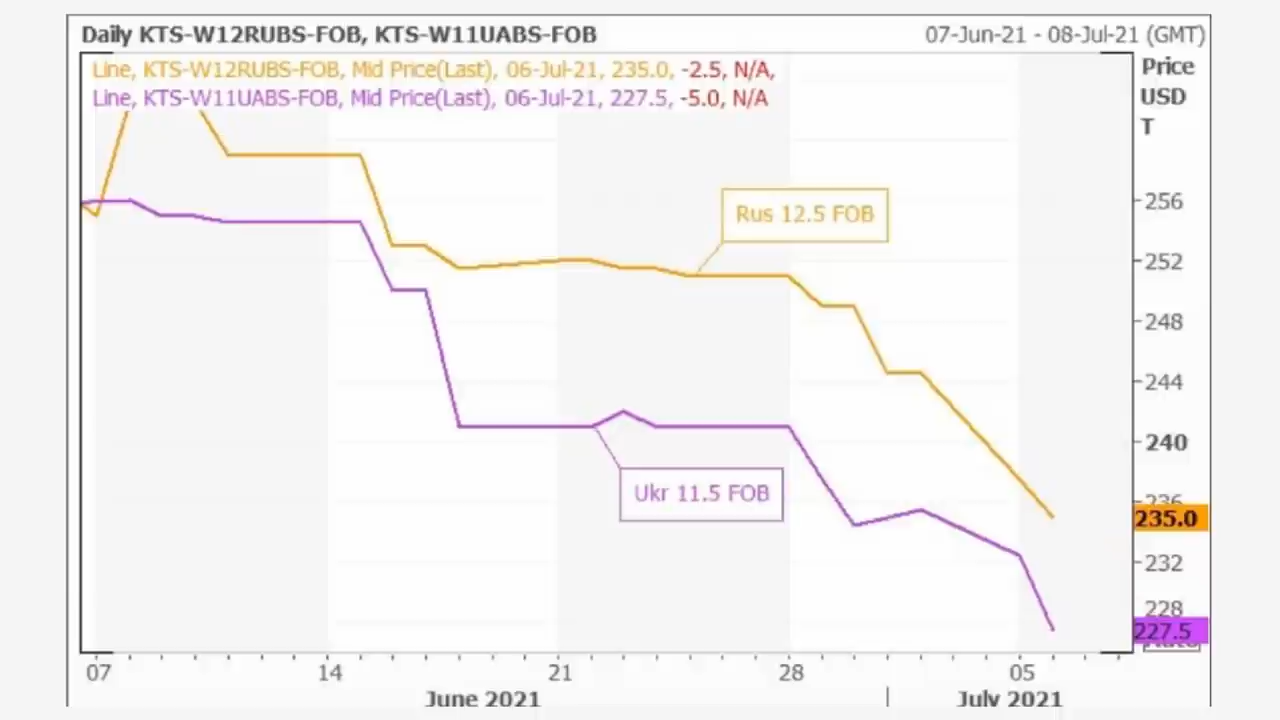 Daily KTS-W12RUBS-FOB, KTS-W11UABS-FOB
07-Jun-21 - 08-Jul-21 (GMT)
Line, KTS-W12RUBS-FOB, Mid Price(Last), 06-Jul-21, 235.0, -2.5, N/A,
Line, KTS-W11UABS-FOB, Mid Price(Last), 06-Jul-21, 227.5, -5.0, N/A
Price
USD
T
Rus 12.5 FOB
Ukr 11.5 FOB
256
252
248
244
240
236
235.0
232
228
227.5
Auto
07 14 21 28 05
June 2021 July 2021